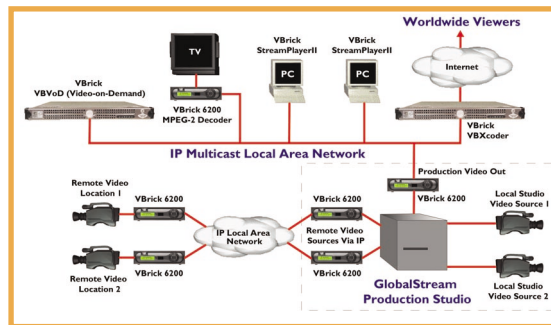 Worldwide Viewers
TV
VBrick
StreamPlayerII
VBrick
StreamPlayerII
PC
PC
Internet
VBrick
VBVoD (Video-on-Demand)
VBrick 6200
MPEG-2 Decoder
VBrick
VBXcoder
IP Multicast Local Area Network
Production Video Out
VBrick 6200
Remote Video
Location 1
VBrick 6200
VBrick 6200
Local Studio
Video Source 1
IP Local Area
Network
Remote Video
Sources Via IP
VBrick 6200
VBrick 6200
Remote Video
Location 2
GlobalStream
Production Studio
Local Studio
Video Source 2